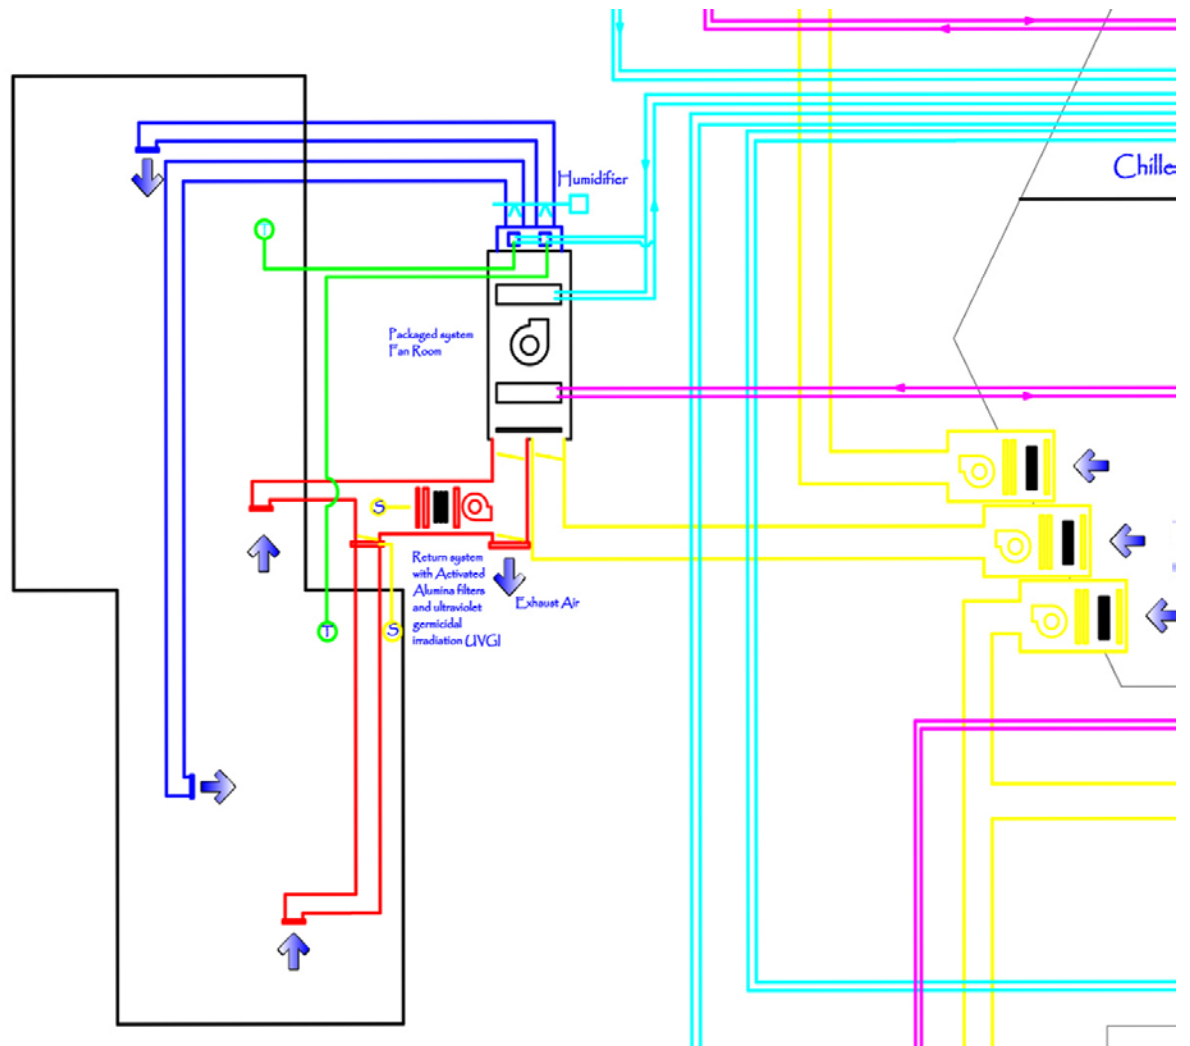 Chille
Humidifier
T
Packaged system
Fan Room
S
Return system
with Activated
Alumina filters
and ultraviolet
germicidal
irradiation UVGI
Exhaust Air
T
S